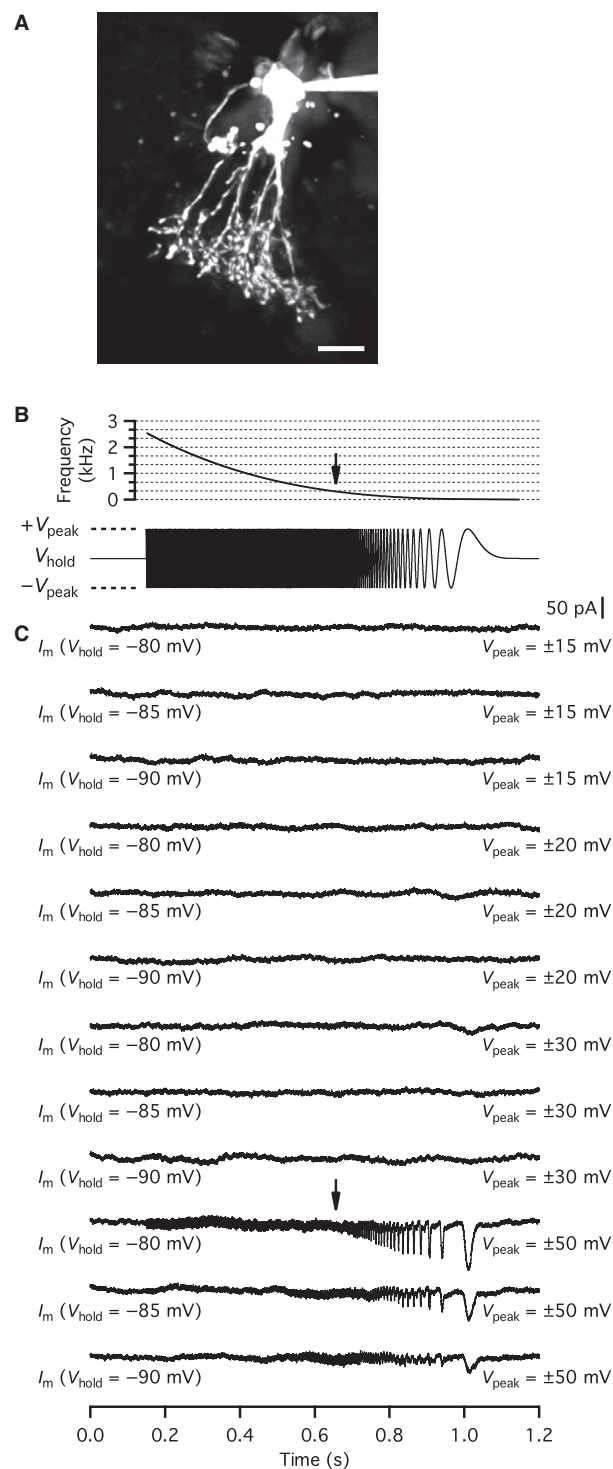 A
B
Frequency
(kHz)
3
2
1
0
+Vpeak
Vhold
−Vpeak
50 pA
C
Im (Vhold = −80 mV) Vpeak = ±15 mV
Im (Vhold = −85 mV) Vpeak = ±15 mV
Im (Vhold = −90 mV) Vpeak = ±15 mV
Im (Vhold = −80 mV) Vpeak = ±20 mV
Im (Vhold = −85 mV) Vpeak = ±20 mV
Im (Vhold = −90 mV) Vpeak = ±20 mV
Im (Vhold = −80 mV) Vpeak = ±30 mV
Im (Vhold = −85 mV) Vpeak = ±30 mV
Im (Vhold = −90 mV) Vpeak = ±30 mV
Im (Vhold = −80 mV) Vpeak = ±50 mV
Im (Vhold = −85 mV) Vpeak = ±50 mV
Im (Vhold = −90 mV) Vpeak = ±50 mV
0.0 0.2 0.4 0.6 0.8 1.0 1.2
Time (s)